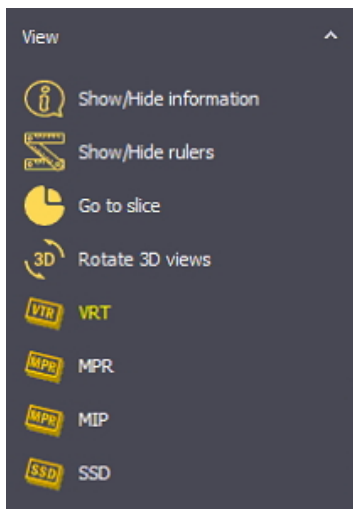 View
Show/Hide information
Show/Hide rulers
Go to slice
3D Rotate 3D views
VTR VRT
MPR MPR
MPR MIP
SSD SSD